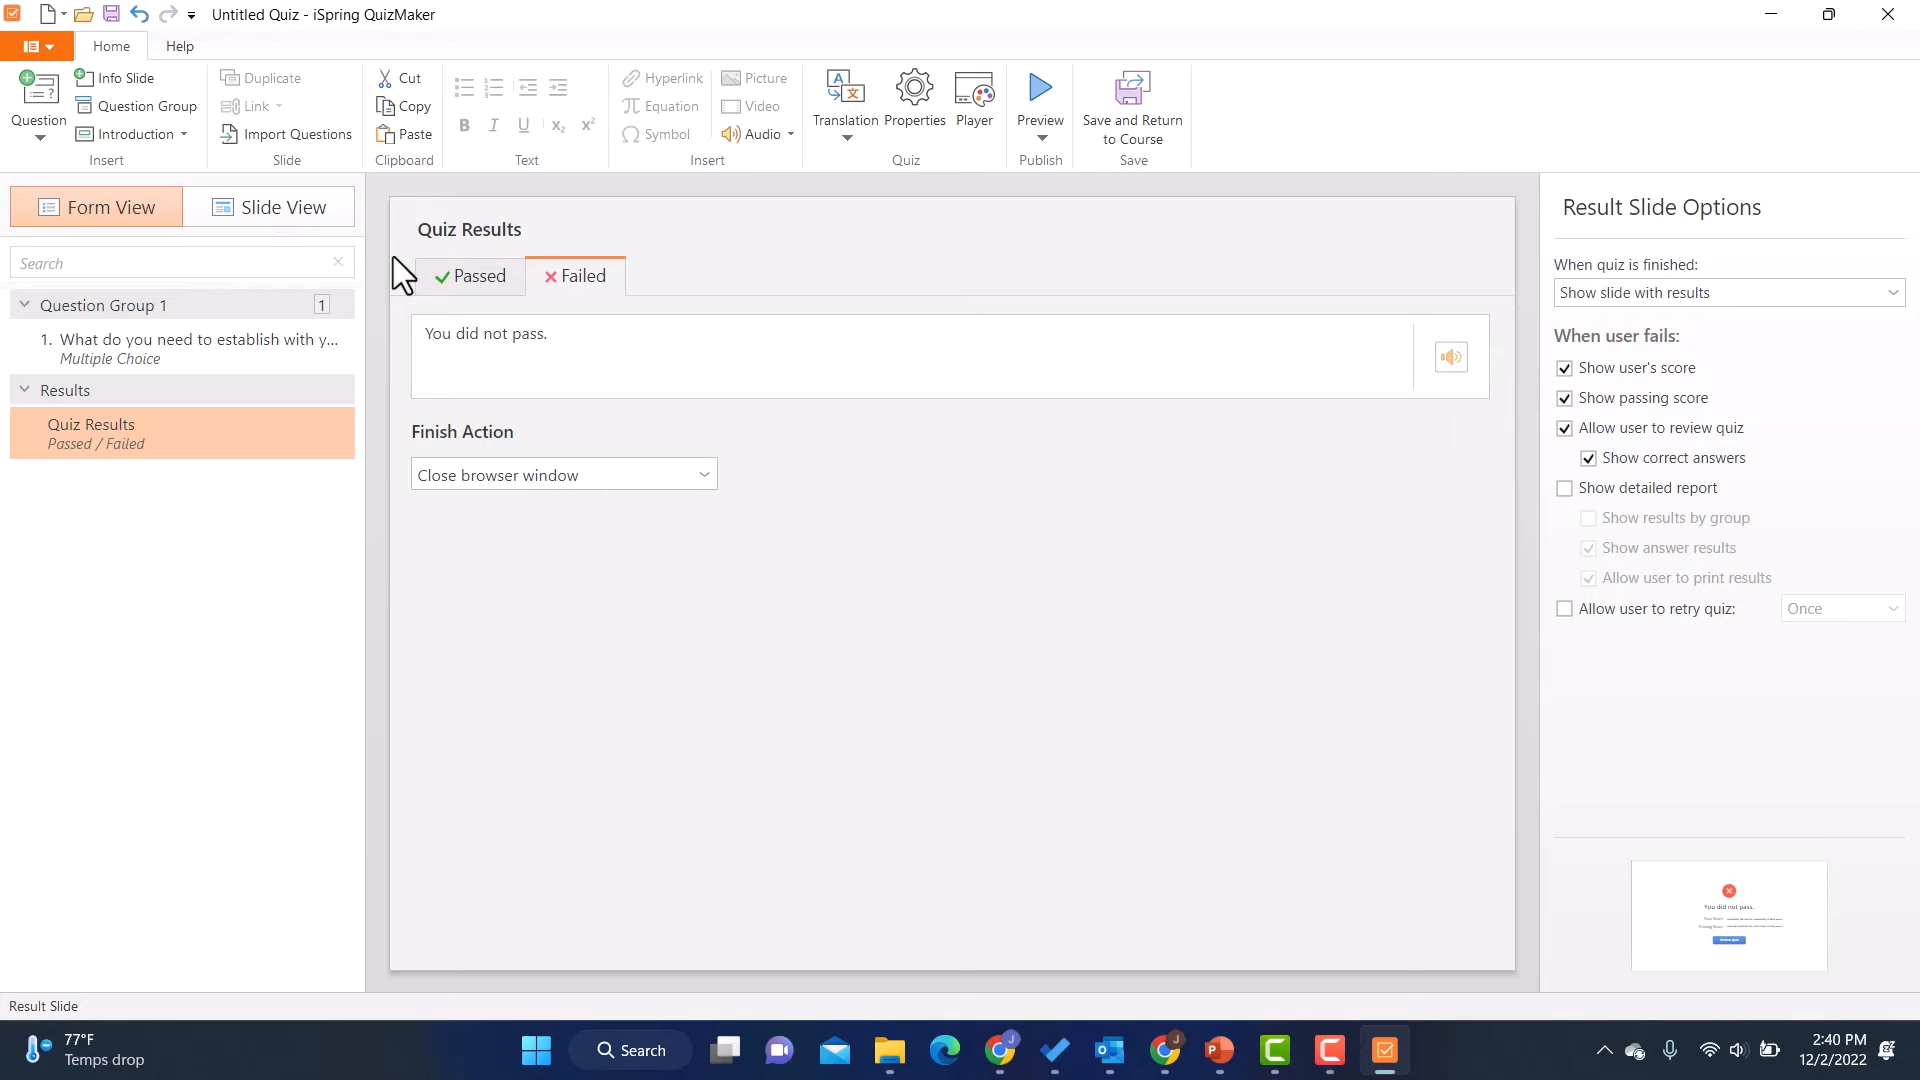 Untitled Quiz - iSpring QuizMaker
Home
Help
Question
Info Slide
Question Group
Introduction
Insert
Duplicate
Link
Import Questions
Slide
Cut
Copy
Paste
Clipboard
B I U x₂ x²
Text
Hyperlink
Equation
Symbol
Picture
Video
Audio
Insert
Translation
Properties
Player
Quiz
Preview
Publish
Save and Return
to Course
Save
Form View
Slide View
Search
Question Group 1
1
1. What do you need to establish with y...
Multiple Choice
Results
Quiz Results
Passed / Failed
Quiz Results
Passed
Failed
You did not pass.
Finish Action
Close browser window
Result Slide Options
When quiz is finished:
Show slide with results
When user fails:
Show user's score
Show passing score
Allow user to review quiz
Show correct answers
Show detailed report
Show results by group
Show answer results
Allow user to print results
Allow user to retry quiz:
Once
You did not pass.
Result Slide
77°F
Temps drop
Search
2:40 PM
12/2/2022